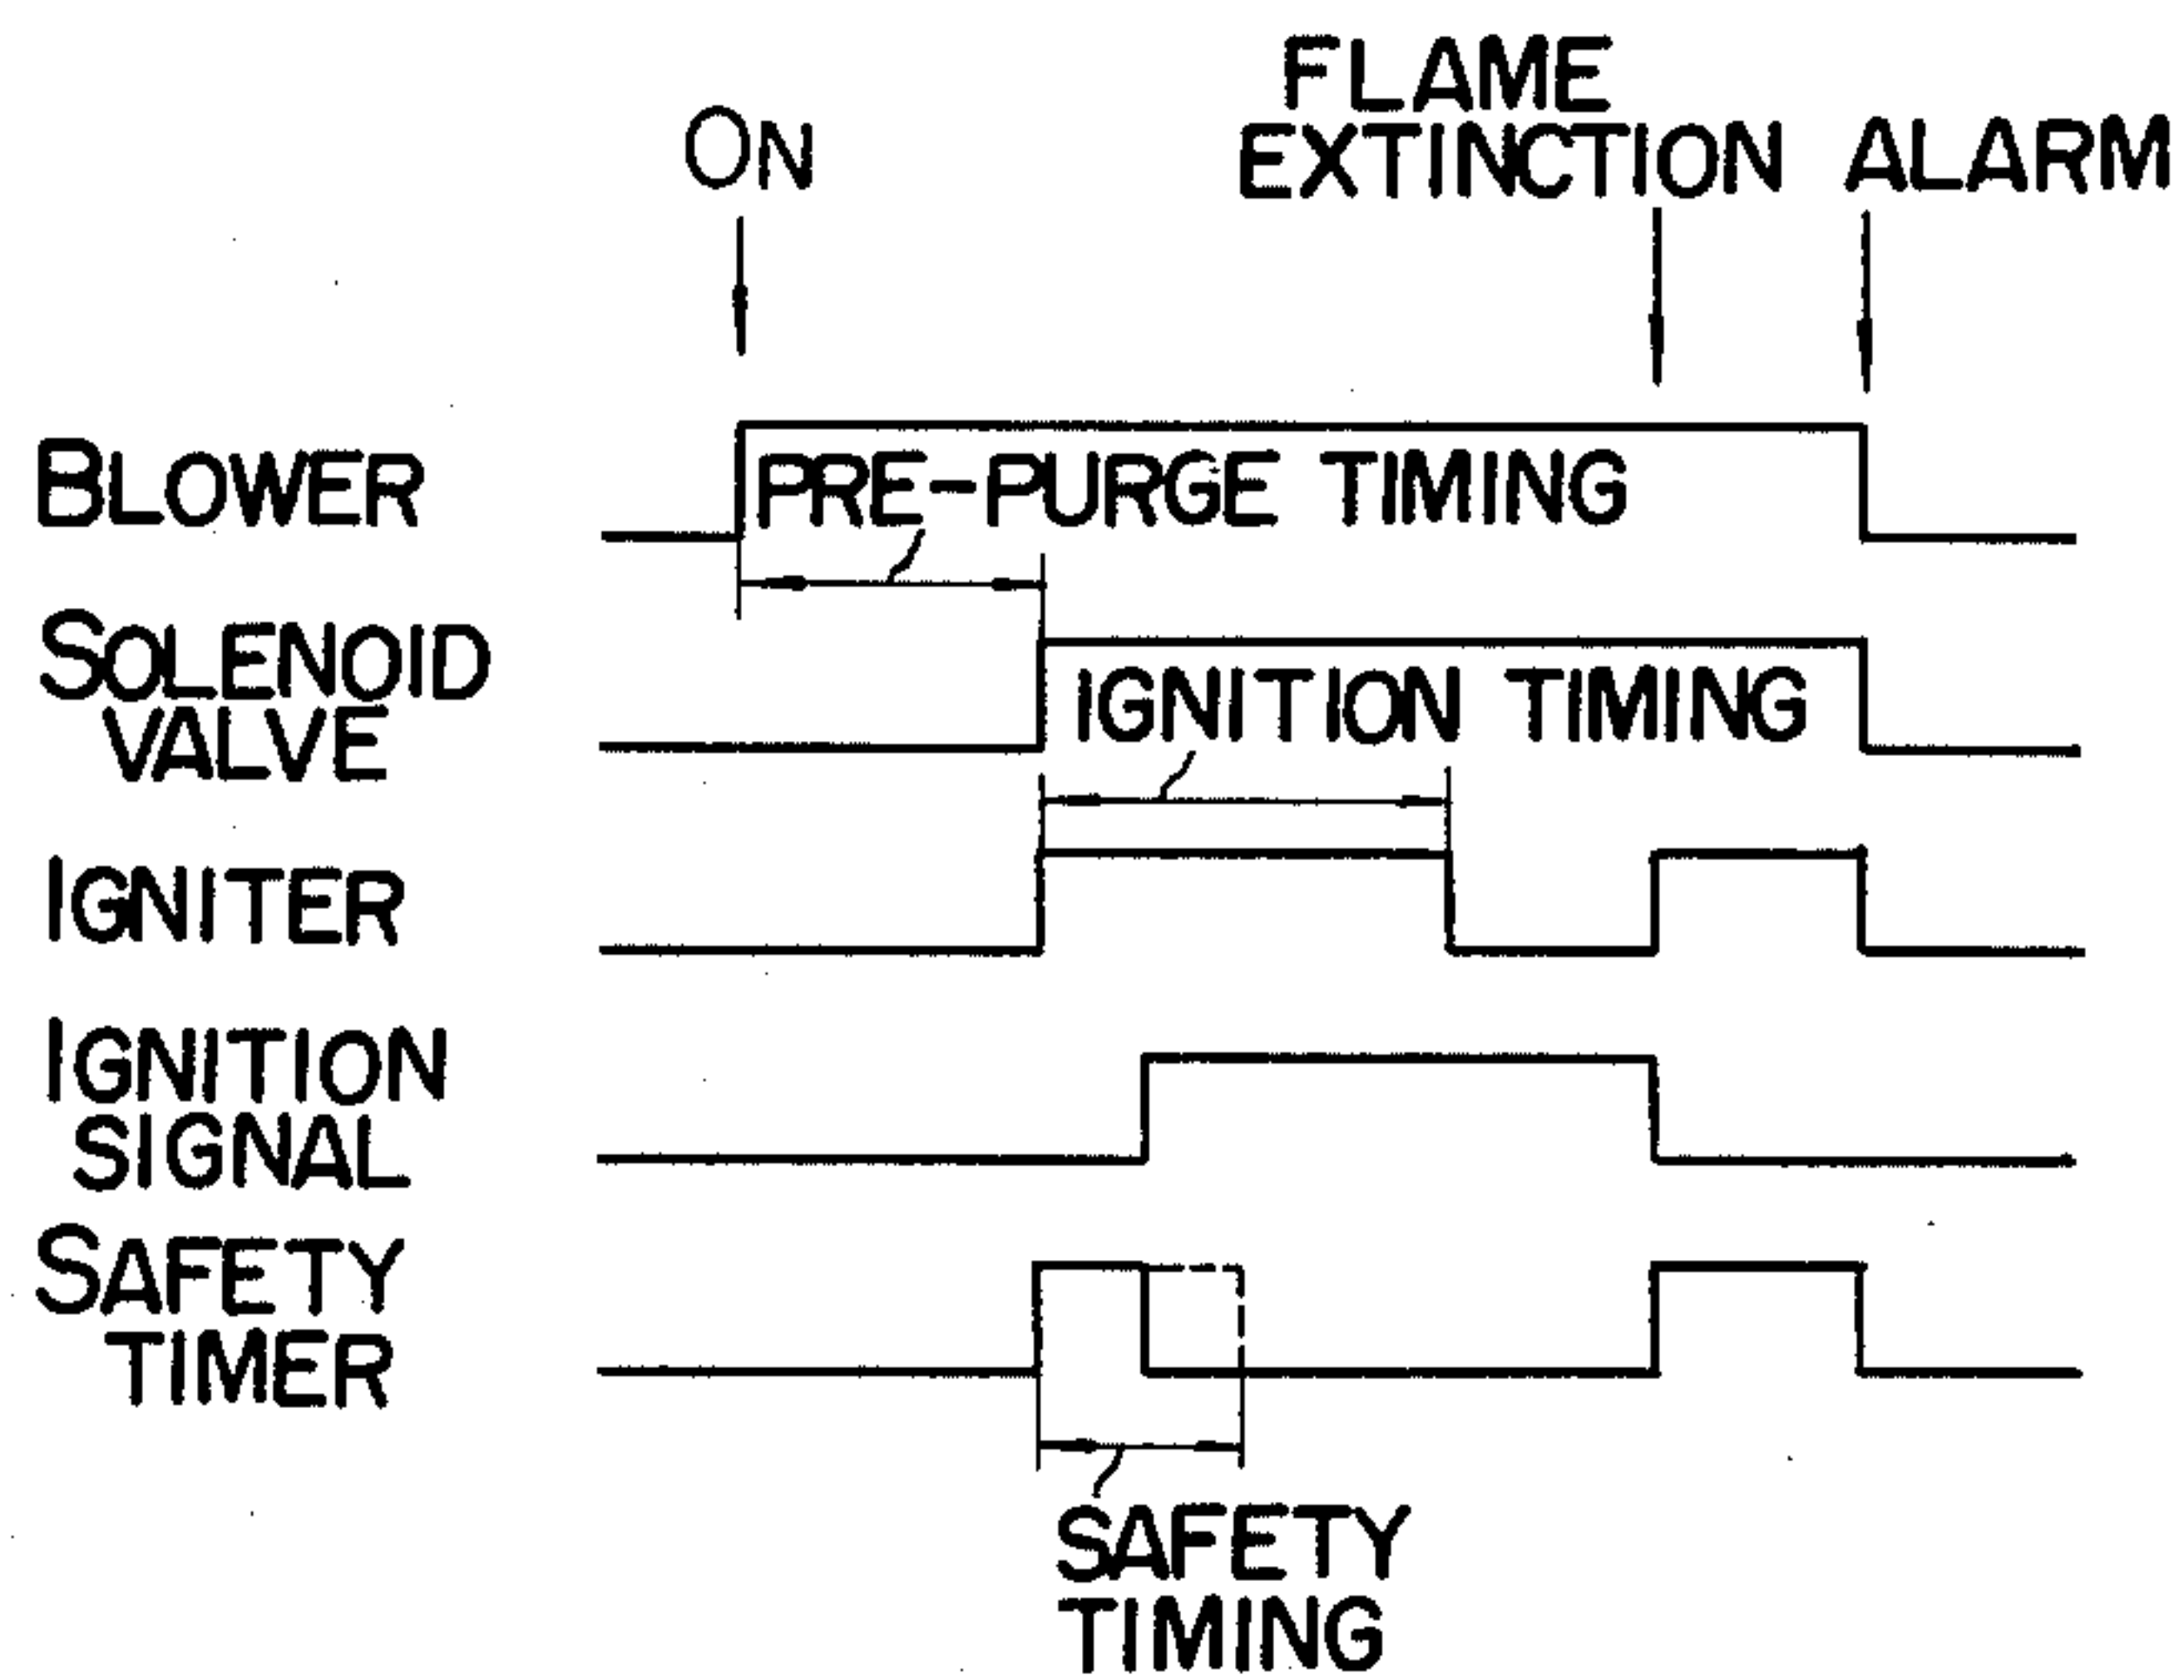 FLAME
ON EXTINCTION ALARM
BLOWER
PRE-PURGE TIMING
SOLENOID
VALVE
IGNITION TIMING
IGNITER
IGNITION
SIGNAL
SAFETY
TIMER
SAFETY
TIMING